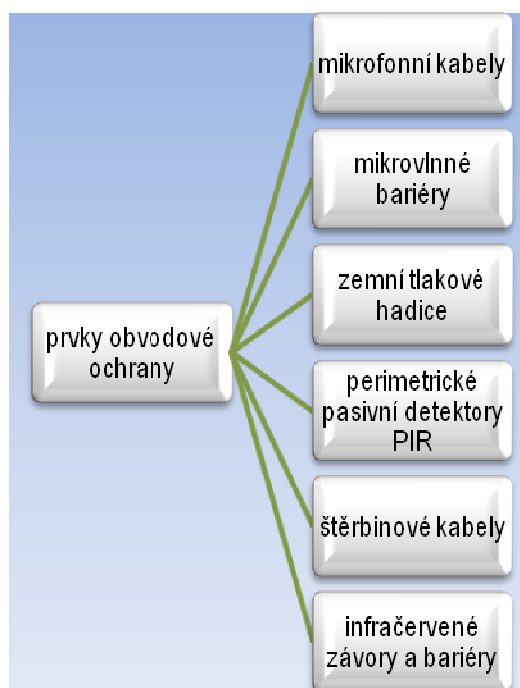 mikrofonní kabely
mikrovlnné
bariéry
zemní tlakové
hadice
prvky obvodové
ochrany
perimetrické
pasivní detektory
PIR
štěrbinové kabely
infračervené
závory a bariéry